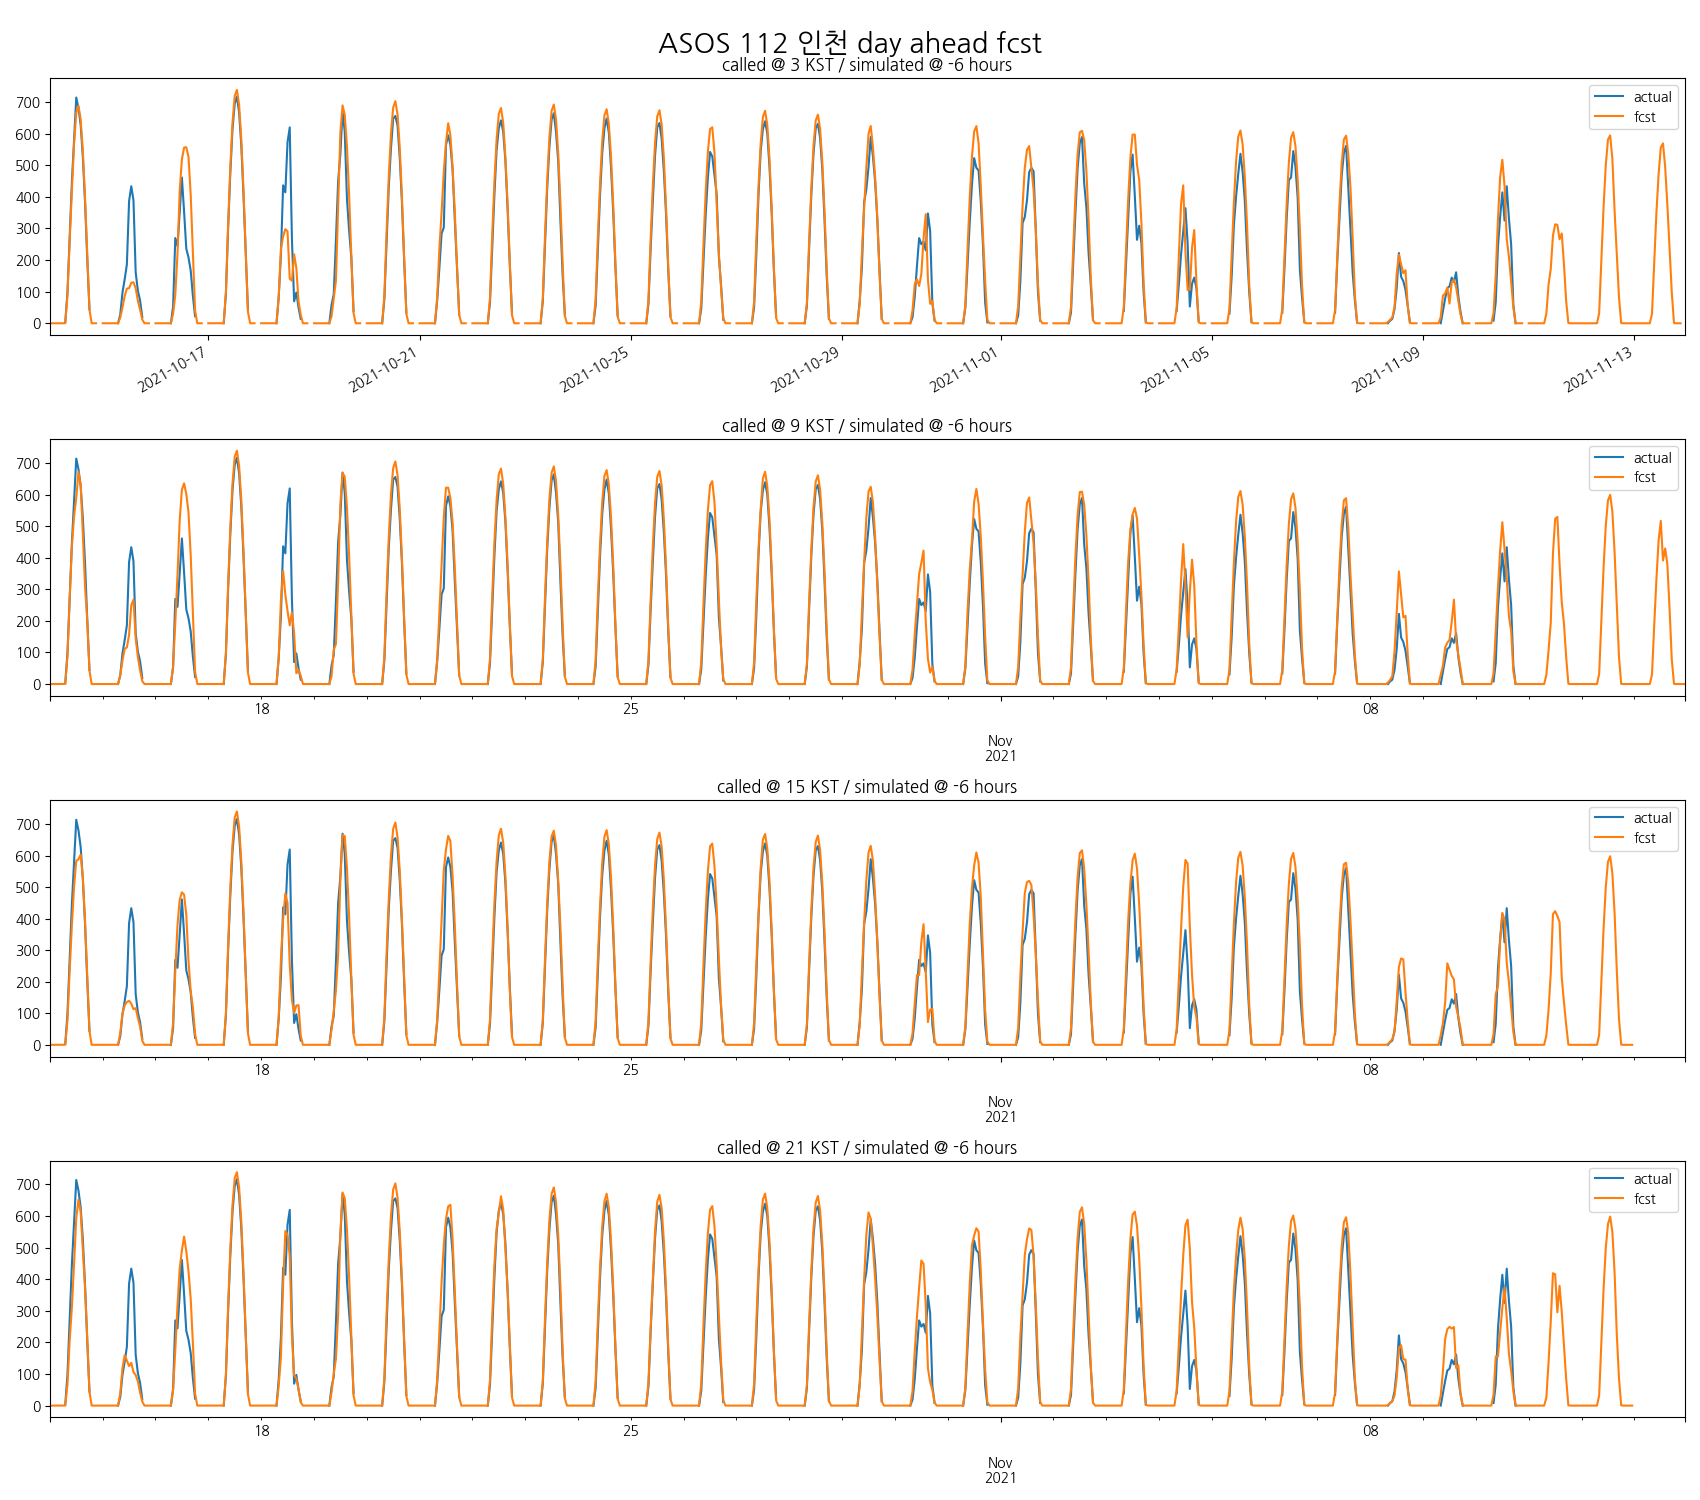 ASOS 112 인천 day ahead fcst
called @ 3 KST / simulated @ -6 hours
actual
fcst
700
600
500
400
300
200
100
0
2021-10-17 2021-10-21 2021-10-25 2021-10-29 2021-11-01 2021-11-05 2021-11-09 2021-11-13
called @ 9 KST / simulated @ -6 hours
actual
fcst
700
600
500
400
300
200
100
0
18 25 08
Nov
2021
called @ 15 KST / simulated @ -6 hours
actual
fcst
700
600
500
400
300
200
100
0
18 25 08
Nov
2021
called @ 21 KST / simulated @ -6 hours
actual
fcst
700
600
500
400
300
200
100
0
18 25 08
Nov
2021